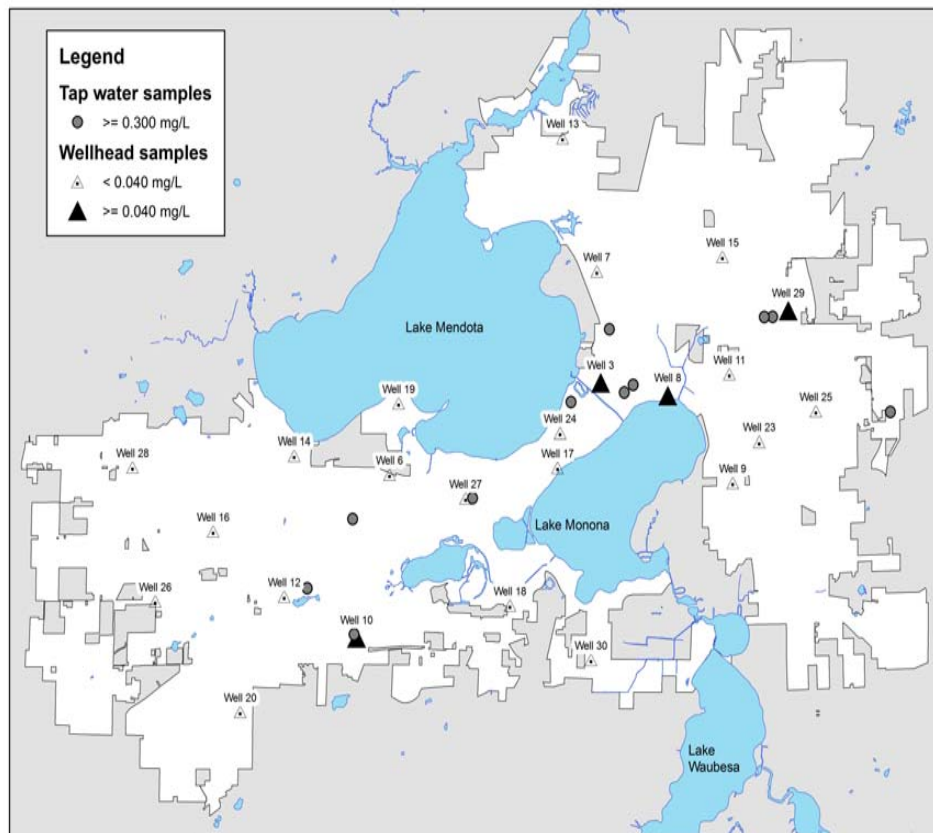 Legend
Tap water samples
>= 0.300 mg/L
Wellhead samples
< 0.040 mg/L
>= 0.040 mg/L
Well 13
Well 7
Well 15
Well 29
Lake Mendota
Well 3
Well 8
Well 11
Well 19
Well 25
Well 24
Well 23
Well 14
Well 28
Well 6
Well 17
Well 9
Well 27
Lake Monona
Well 16
Well 12
Well 26
Well 18
Well 10
Well 30
Well 20
Lake
Waubesa